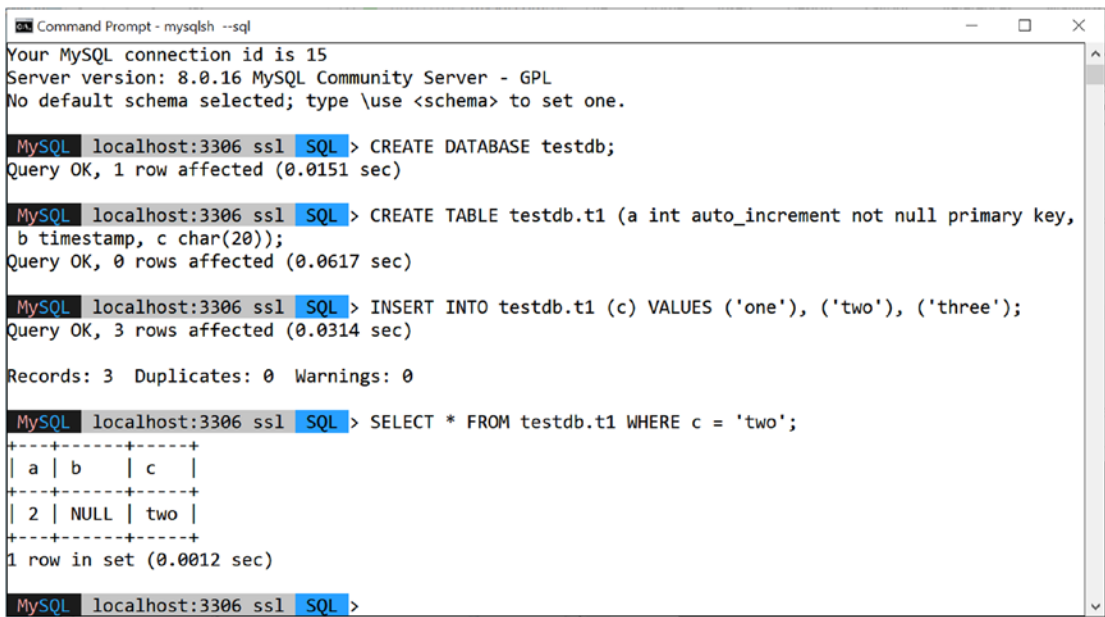 Command Prompt - mysqlsh --sql
Your MySQL connection id is 15
Server version: 8.0.16 MySQL Community Server - GPL
No default schema selected; type \use <schema> to set one.
MySQL localhost:3306 ssl SQL > CREATE DATABASE testdb;
Query OK, 1 row affected (0.0151 sec)
MySQL localhost:3306 ssl SQL > CREATE TABLE testdb.t1 (a int auto_increment not null primary key,
b timestamp, c char(20));
Query OK, 0 rows affected (0.0617 sec)
MySQL localhost:3306 ssl SQL > INSERT INTO testdb.t1 (c) VALUES ('one'), ('two'), ('three');
Query OK, 3 rows affected (0.0314 sec)
Records: 3  Duplicates: 0  Warnings: 0
MySQL localhost:3306 ssl SQL > SELECT * FROM testdb.t1 WHERE c = 'two';
+---+------+-----+
| a | b    | c   |
+---+------+-----+
| 2 | NULL | two |
+---+------+-----+
1 row in set (0.0012 sec)
MySQL localhost:3306 ssl SQL >